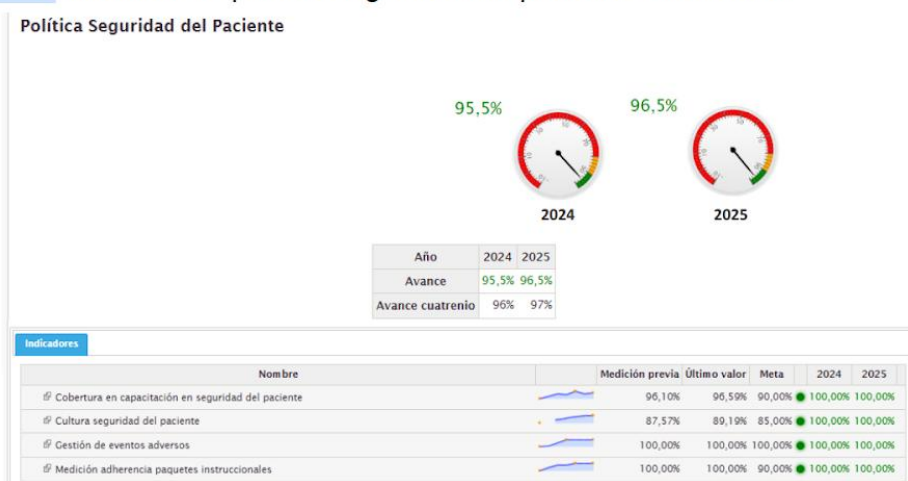 Política Seguridad del Paciente
95,5% 96,5%
2024 2025
Año 2024 2025
Avance 95,5% 96,5%
Avance cuatrenio 96% 97%
Indicadores
Nombre Medición previa Último valor Meta 2024 2025
Cobertura en capacitación en seguridad del paciente 96,10% 96,59% 90,00% 100,00% 100,00%
Cultura seguridad del paciente 87,57% 89,19% 85,00% 100,00% 100,00%
Gestión de eventos adversos 100,00% 100,00% 100,00% 100,00% 100,00%
Medición adherencia paquetes instruccionales 100,00% 100,00% 90,00% 100,00% 100,00%